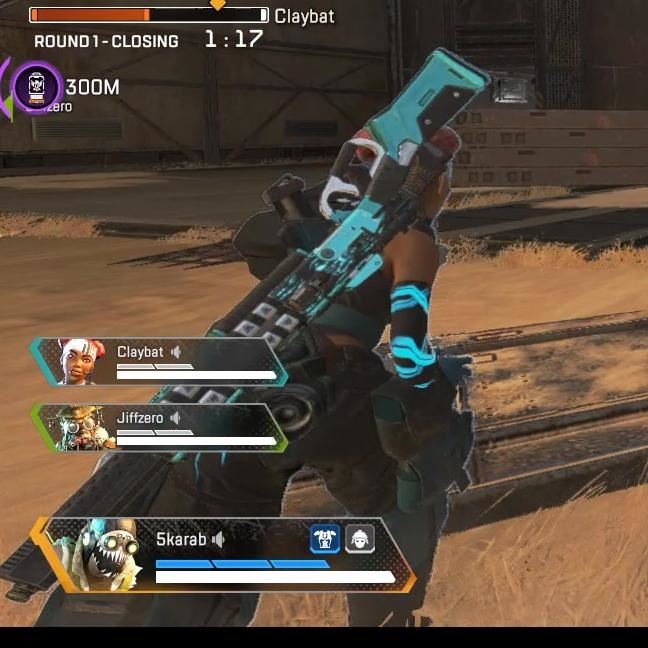 Claybat
ROUND 1 - CLOSING 1:17
300M
Claybat
Jiffzero
5karab